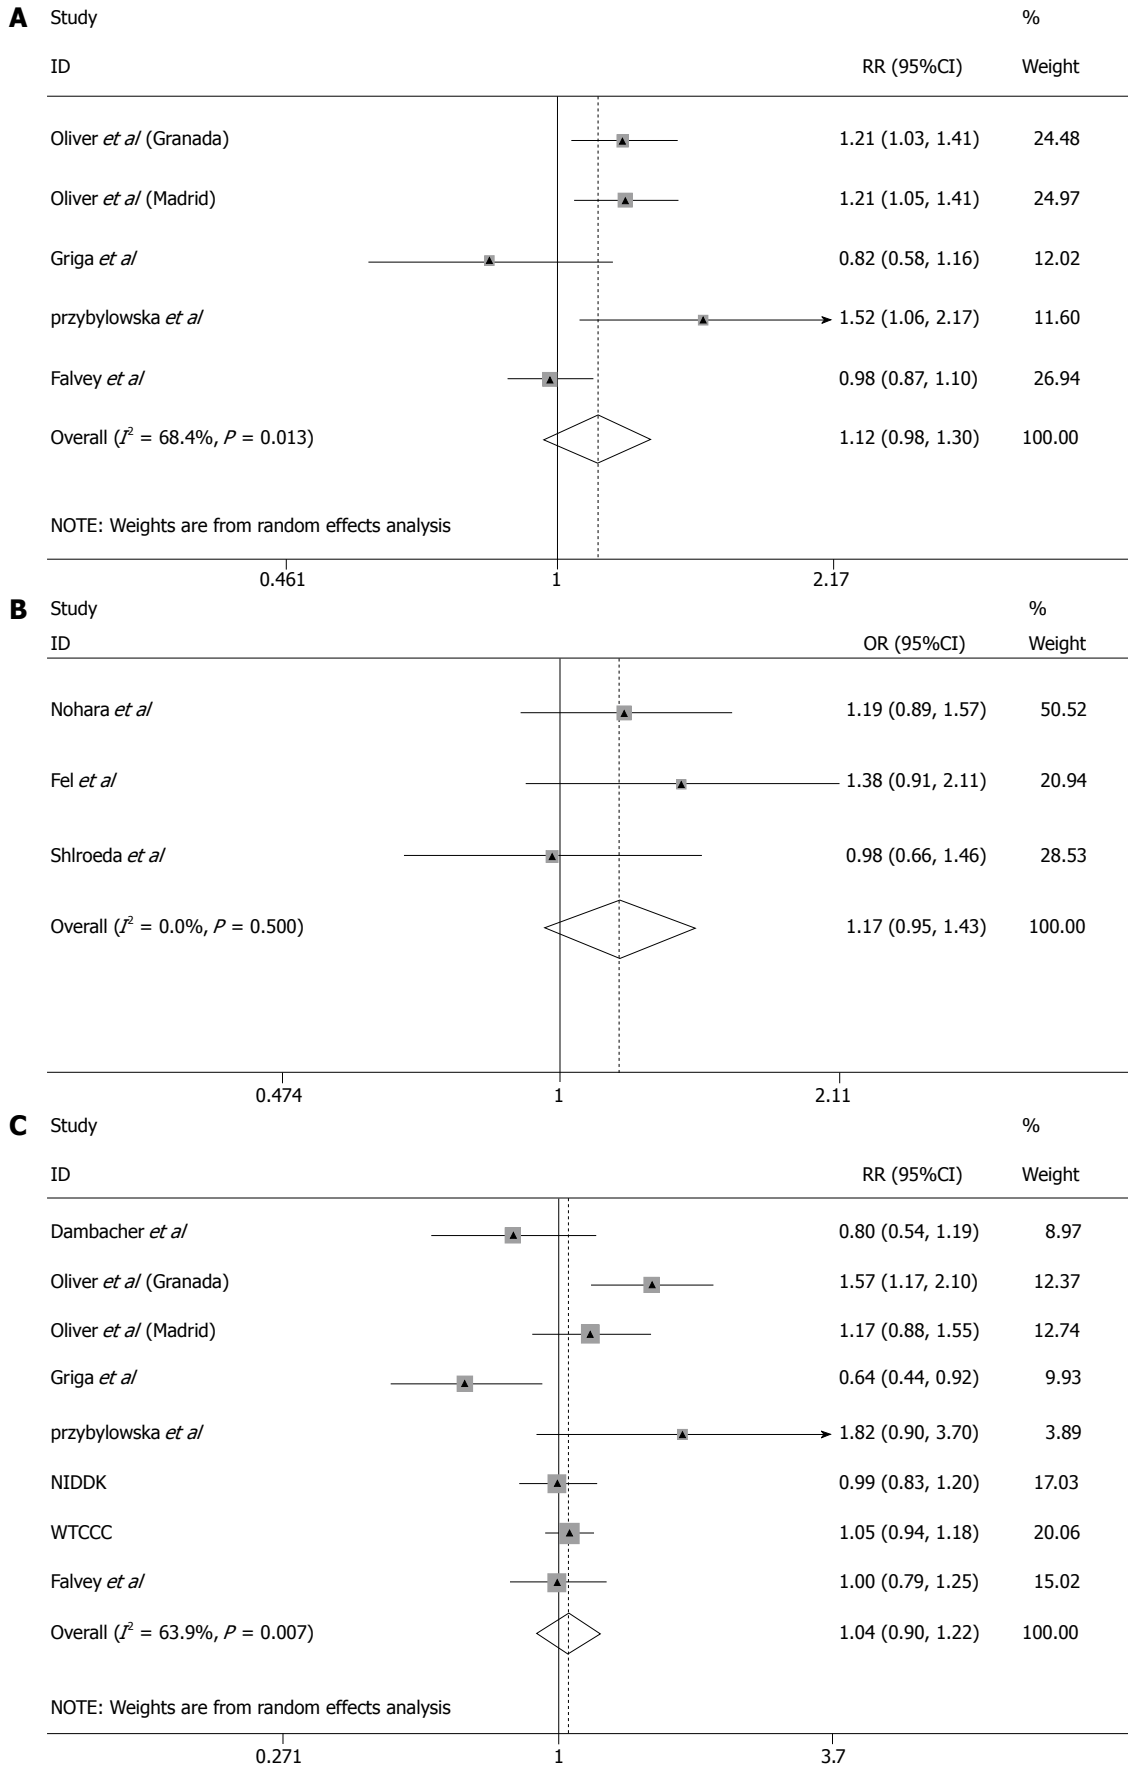 A Study %
ID RR (95%CI) Weight
Oliver et al (Granada) 1.21 (1.03, 1.41) 24.48
Oliver et al (Madrid) 1.21 (1.05, 1.41) 24.97
Griga et al 0.82 (0.58, 1.16) 12.02
przybylowska et al 1.52 (1.06, 2.17) 11.60
Falvey et al 0.98 (0.87, 1.10) 26.94
Overall (I² = 68.4%, P = 0.013) 1.12 (0.98, 1.30) 100.00
NOTE: Weights are from random effects analysis
0.461 1 2.17
B Study %
ID OR (95%CI) Weight
Nohara et al 1.19 (0.89, 1.57) 50.52
Fel et al 1.38 (0.91, 2.11) 20.94
Shlroeda et al 0.98 (0.66, 1.46) 28.53
Overall (I² = 0.0%, P = 0.500) 1.17 (0.95, 1.43) 100.00
0.474 1 2.11
C Study %
ID RR (95%CI) Weight
Dambacher et al 0.80 (0.54, 1.19) 8.97
Oliver et al (Granada) 1.57 (1.17, 2.10) 12.37
Oliver et al (Madrid) 1.17 (0.88, 1.55) 12.74
Griga et al 0.64 (0.44, 0.92) 9.93
przybylowska et al 1.82 (0.90, 3.70) 3.89
NIDDK 0.99 (0.83, 1.20) 17.03
WTCCC 1.05 (0.94, 1.18) 20.06
Falvey et al 1.00 (0.79, 1.25) 15.02
Overall (I² = 63.9%, P = 0.007) 1.04 (0.90, 1.22) 100.00
NOTE: Weights are from random effects analysis
0.271 1 3.7